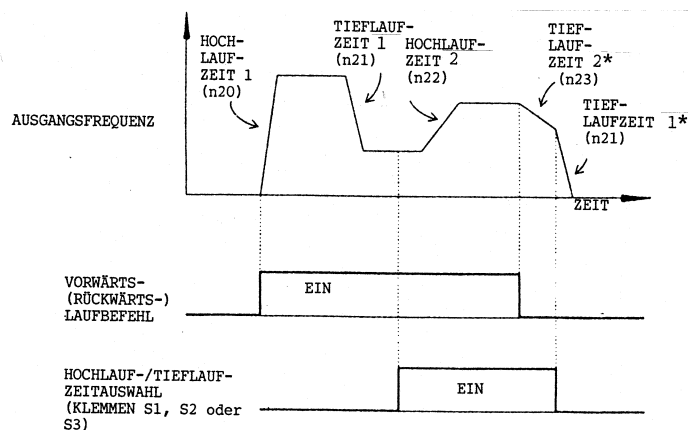 HOCH-
LAUF-
ZEIT 1
(n20)
TIEFLAUF-
ZEIT 1
(n21)
HOCHLAUF-
ZEIT 2
(n22)
TIEF-
LAUF-
ZEIT 2*
(n23)
TIEF-
LAUFZEIT 1*
(n21)
AUSGANGSFREQUENZ
ZEIT
VORWÄRTS-
(RÜCKWÄRTS-)
LAUFBEFEHL
EIN
HOCHLAUF-/TIEFLAUF-
ZEITAUSWAHL
(KLEMMEN S1, S2 oder
S3)
EIN